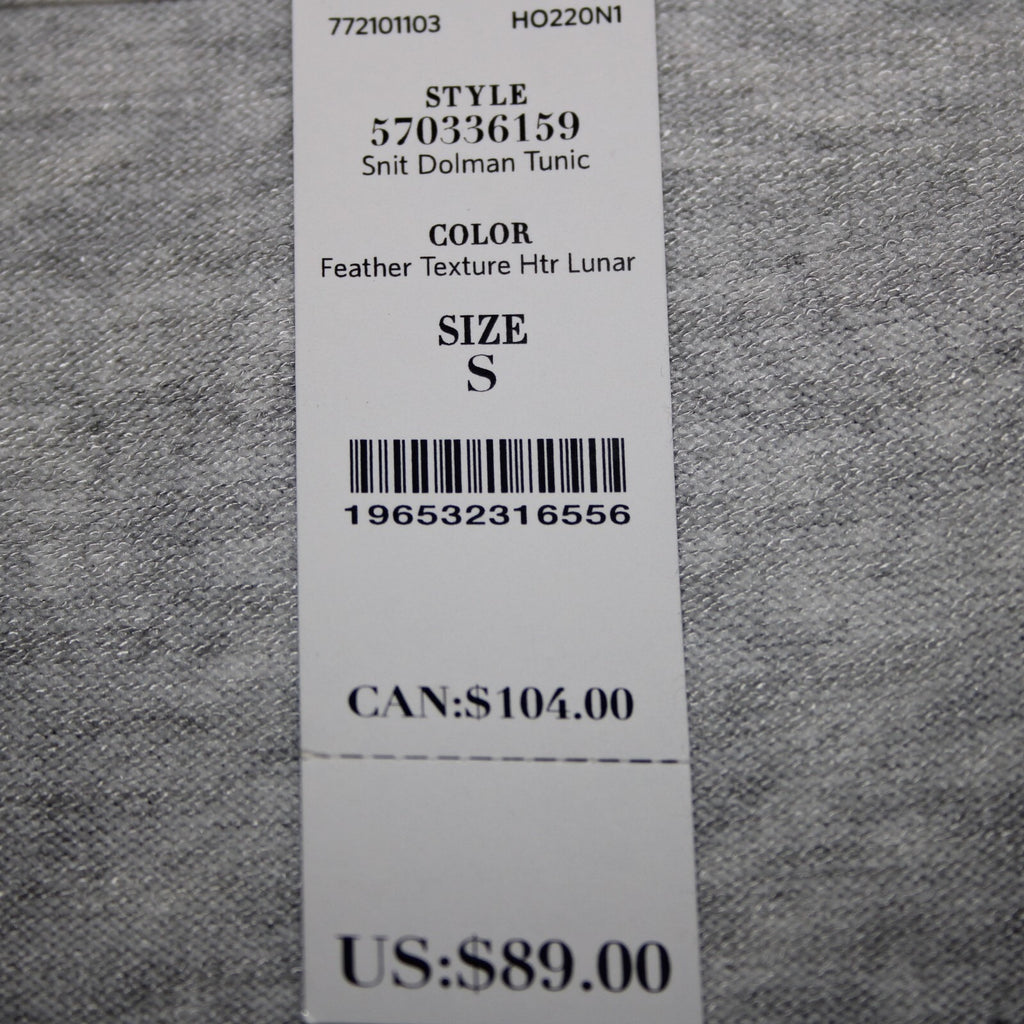 772101103 HO220N1
STYLE
570336159
Snit Dolman Tunic
COLOR
Feather Texture Htr Lunar
SIZE
S
196532316556
CAN:$104.00
US:$89.00